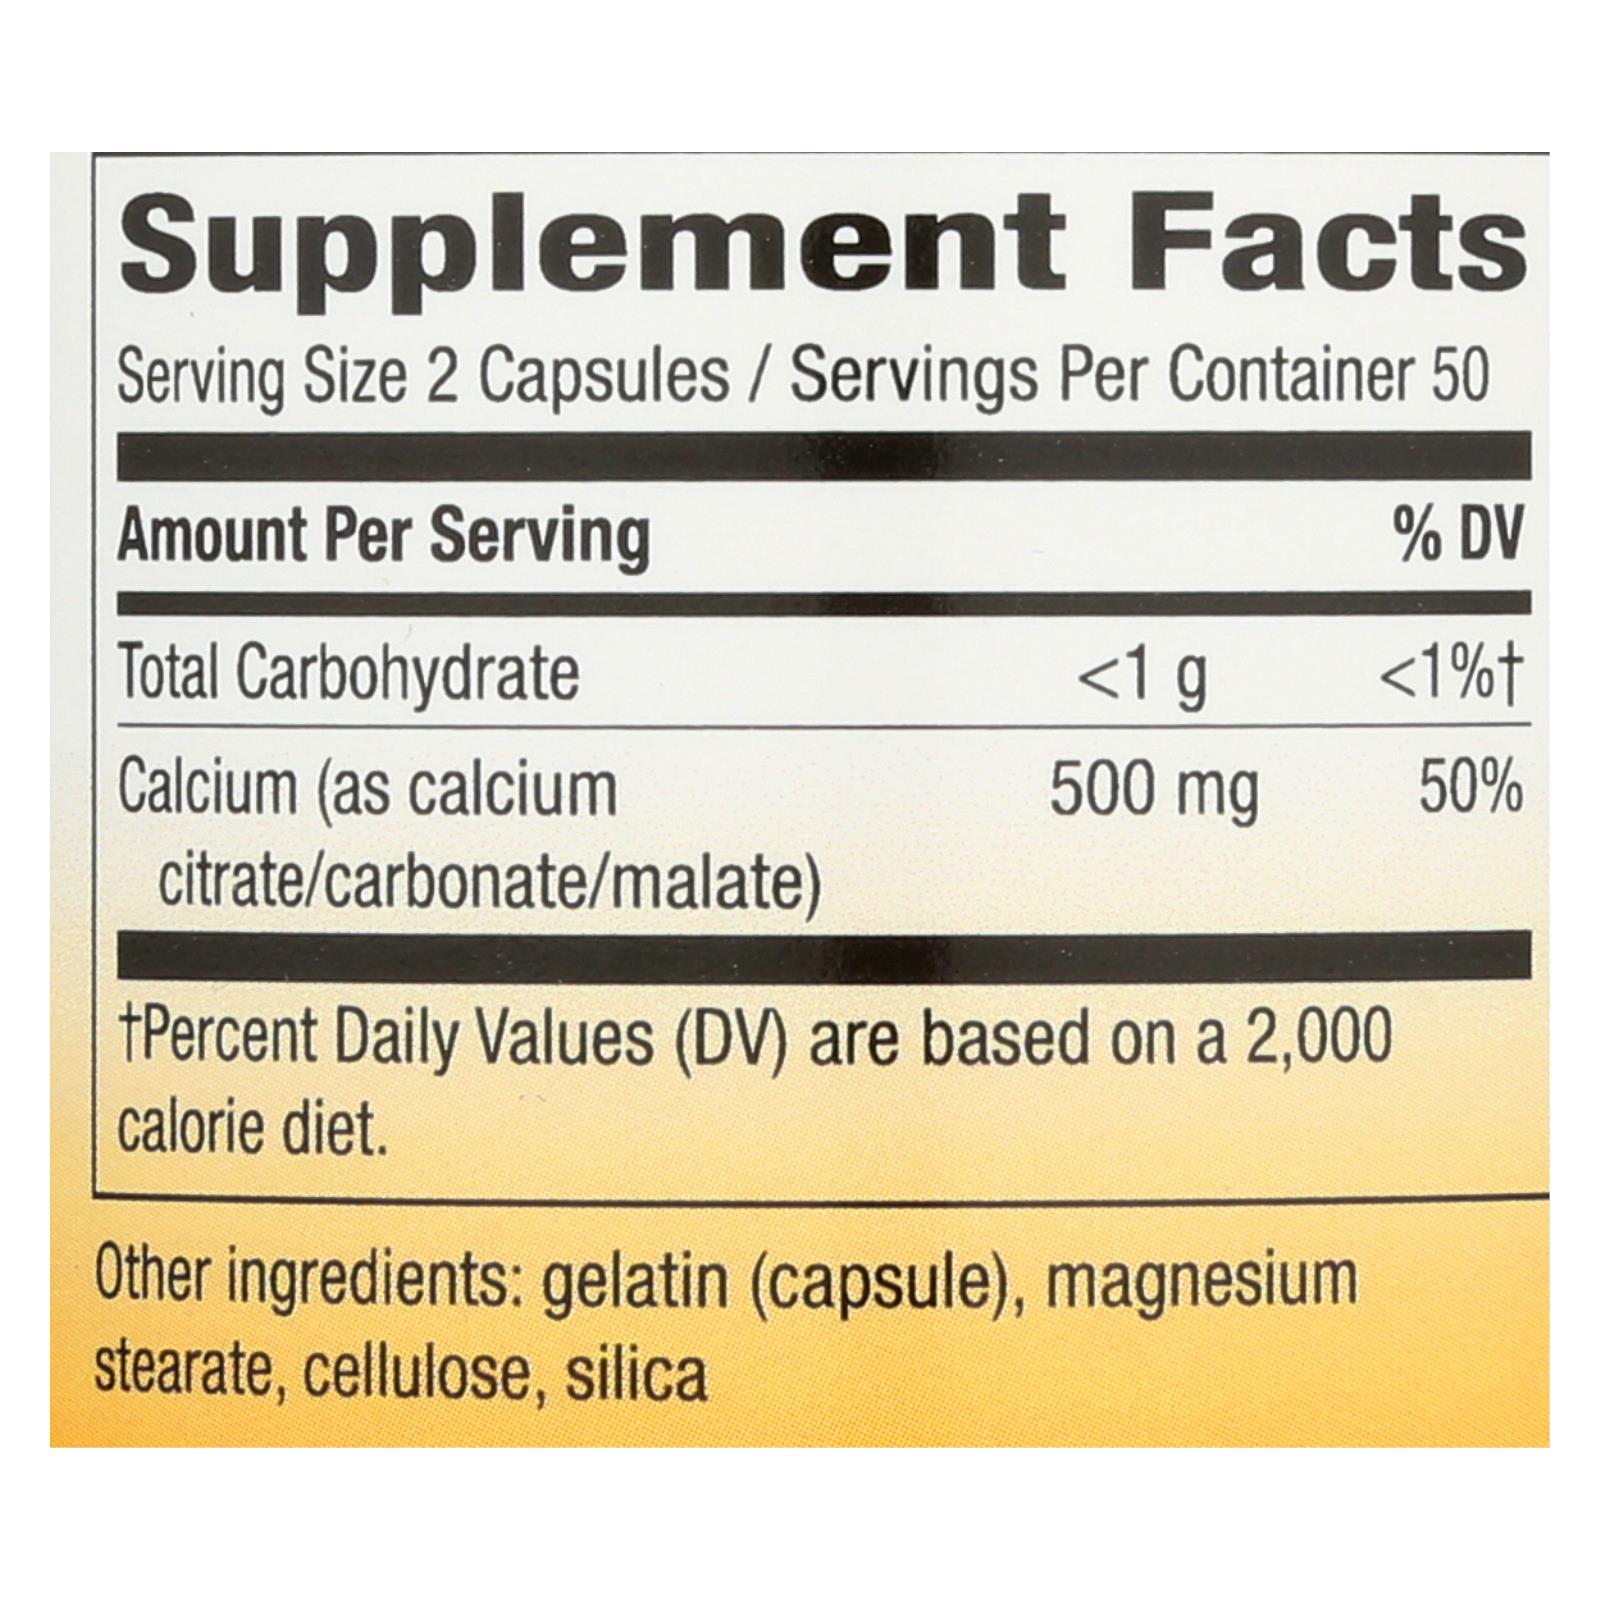 Supplement Facts
Serving Size 2 Capsules / Servings Per Container 50
Amount Per Serving % DV
Total Carbohydrate <1 g <1%†
Calcium (as calcium 500 mg 50%
citrate/carbonate/malate)
†Percent Daily Values (DV) are based on a 2,000
calorie diet.
Other ingredients: gelatin (capsule), magnesium
stearate, cellulose, silica